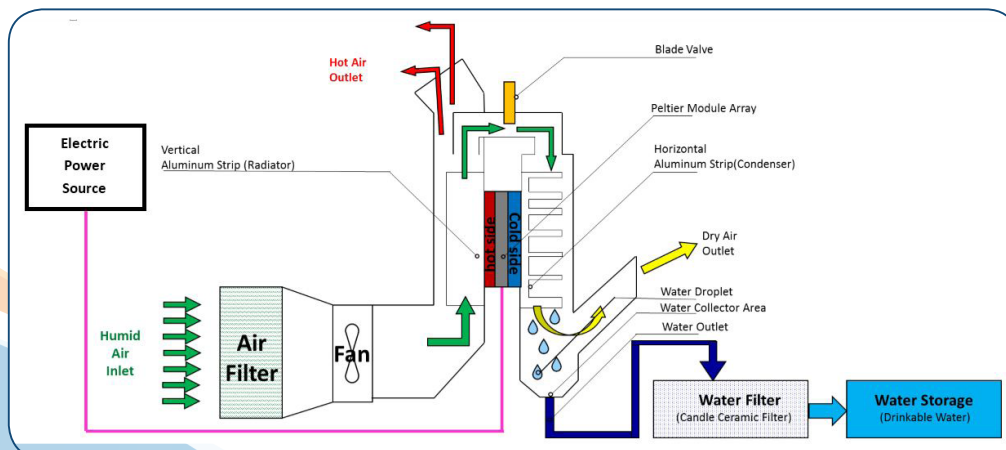 Hot Air
Outlet
Blade Valve
Peltier Module Array
Electric
Power
Source
Vertical
Aluminum Strip (Radiator)
Horizontal
Aluminum Strip(Condenser)
hot side
Cold side
Dry Air
Outlet
Humid
Air
Inlet
Air
Filter
Fan
Water Droplet
Water Collector Area
Water Outlet
Water Filter
(Candle Ceramic Filter)
Water Storage
(Drinkable Water)